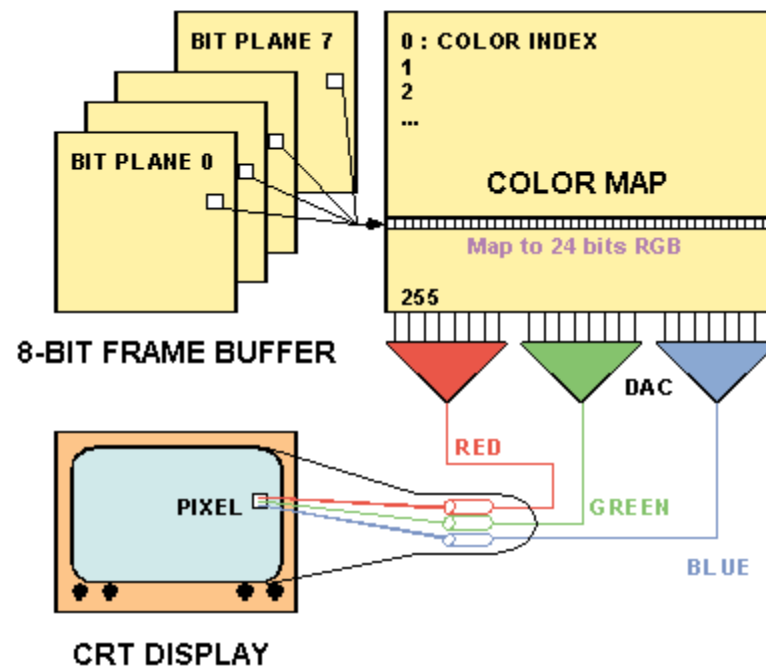 BIT PLANE 7
BIT PLANE 0
8-BIT FRAME BUFFER
0 : COLOR INDEX
1
2
...
COLOR MAP
Map to 24 bits RGB
255
DAC
RED
GREEN
BLUE
PIXEL
CRT DISPLAY